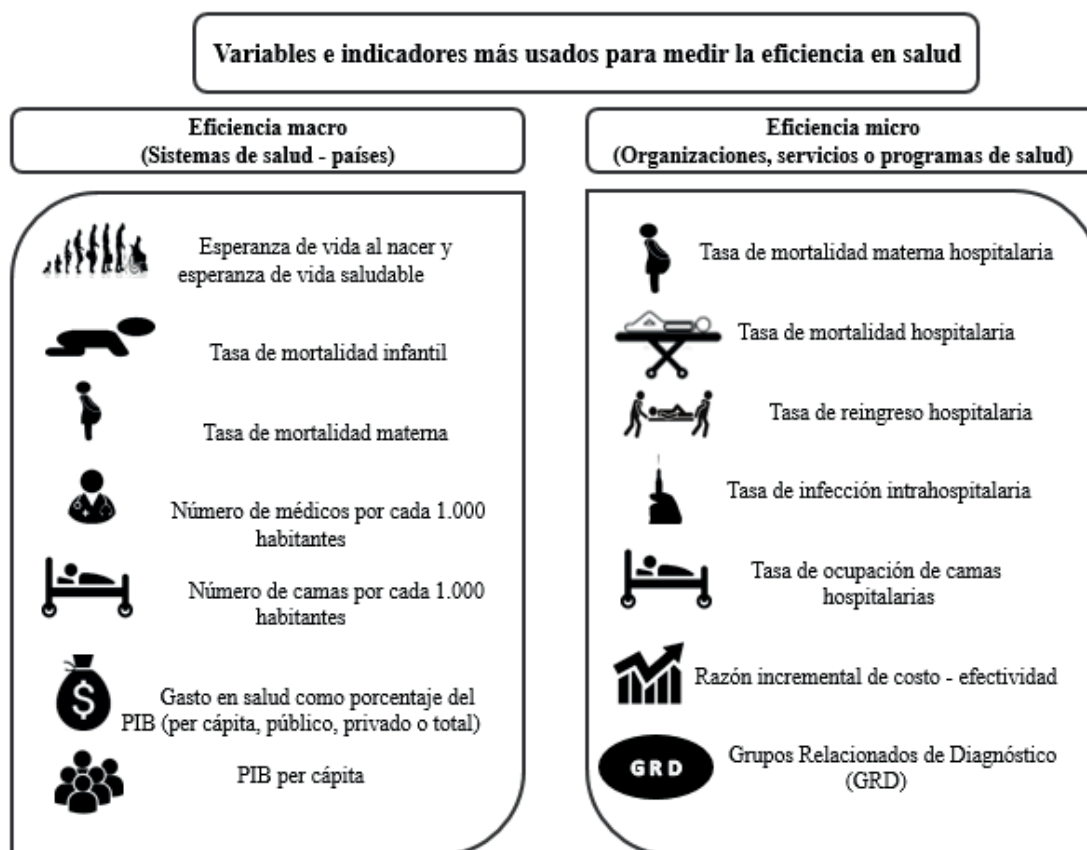 Variables e indicadores más usados para medir la eficiencia en salud
Eficiencia macro
(Sistemas de salud - países)
Esperanza de vida al nacer y
esperanza de vida saludable
Tasa de mortalidad infantil
Tasa de mortalidad materna
Número de médicos por cada 1.000
habitantes
Número de camas por cada 1.000
habitantes
$
Gasto en salud como porcentaje del
PIB (per cápita, público, privado o total)
PIB per cápita
Eficiencia micro
(Organizaciones, servicios o programas de salud)
Tasa de mortalidad materna hospitalaria
Tasa de mortalidad hospitalaria
Tasa de reingreso hospitalaria
Tasa de infección intrahospitalaria
Tasa de ocupación de camas
hospitalarias
Razón incremental de costo - efectividad
GRD
Grupos Relacionados de Diagnóstico
(GRD)